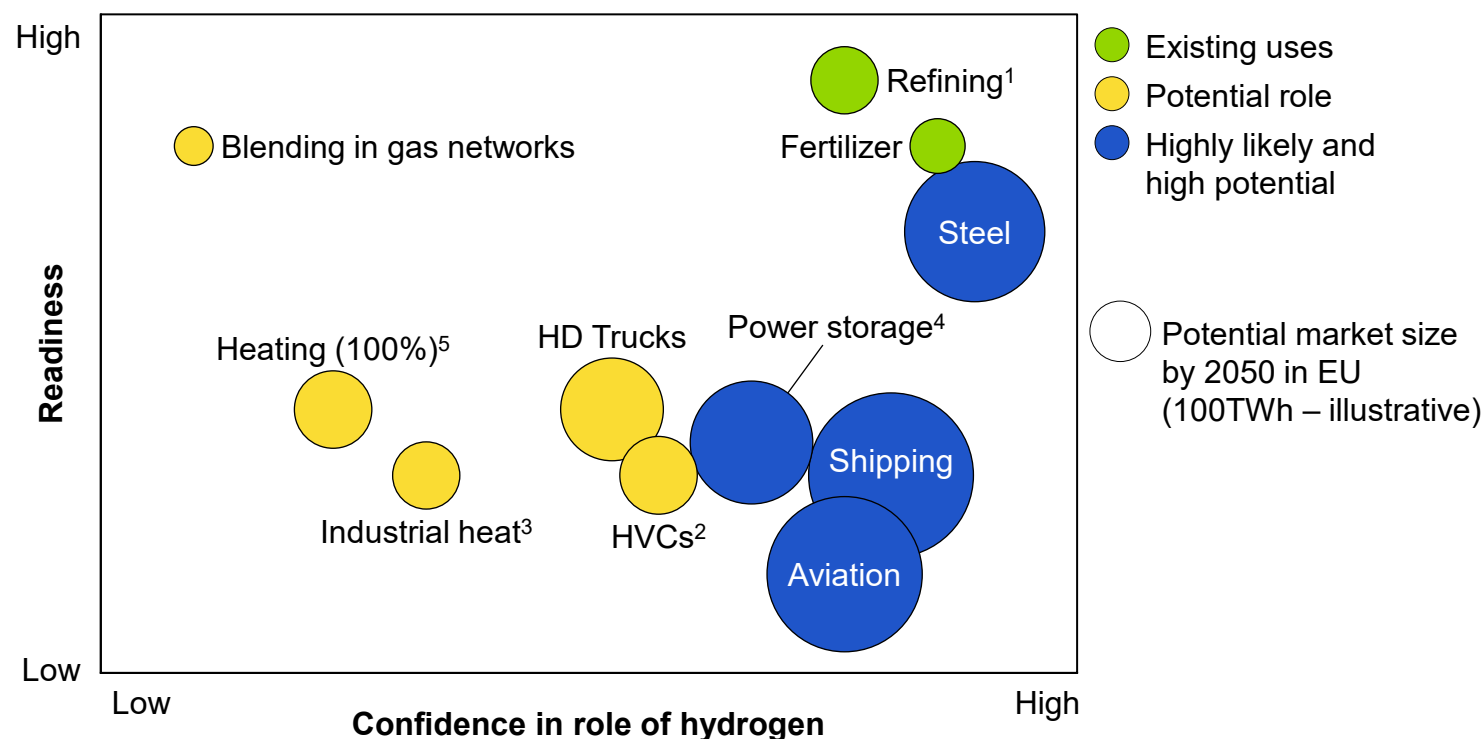 High
Refining1
Fertilizer
Blending in gas networks
Steel
Readiness
Power storage4
HD Trucks
Heating (100%)5
Shipping
Industrial heat3
HVCs2
Aviation
Low
Low
High
Confidence in role of hydrogen
Existing uses
Potential role
Highly likely and
high potential
Potential market size
by 2050 in EU
(100TWh – illustrative)